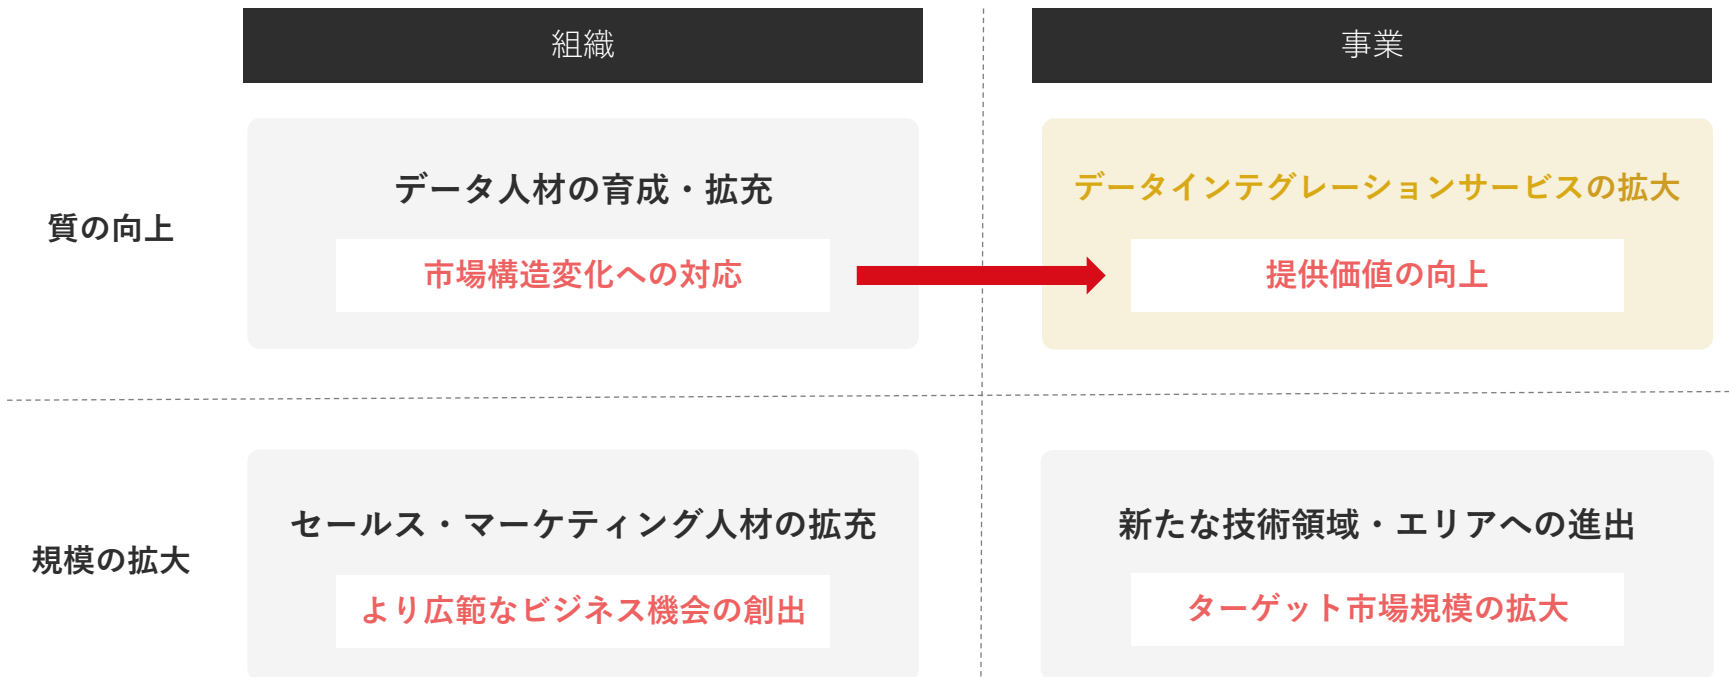 組織
事業
質の向上
データ人材の育成・拡充
市場構造変化への対応
データインテグレーションサービスの拡大
提供価値の向上
規模の拡大
セールス・マーケティング人材の拡充
より広範なビジネス機会の創出
新たな技術領域・エリアへの進出
ターゲット市場規模の拡大